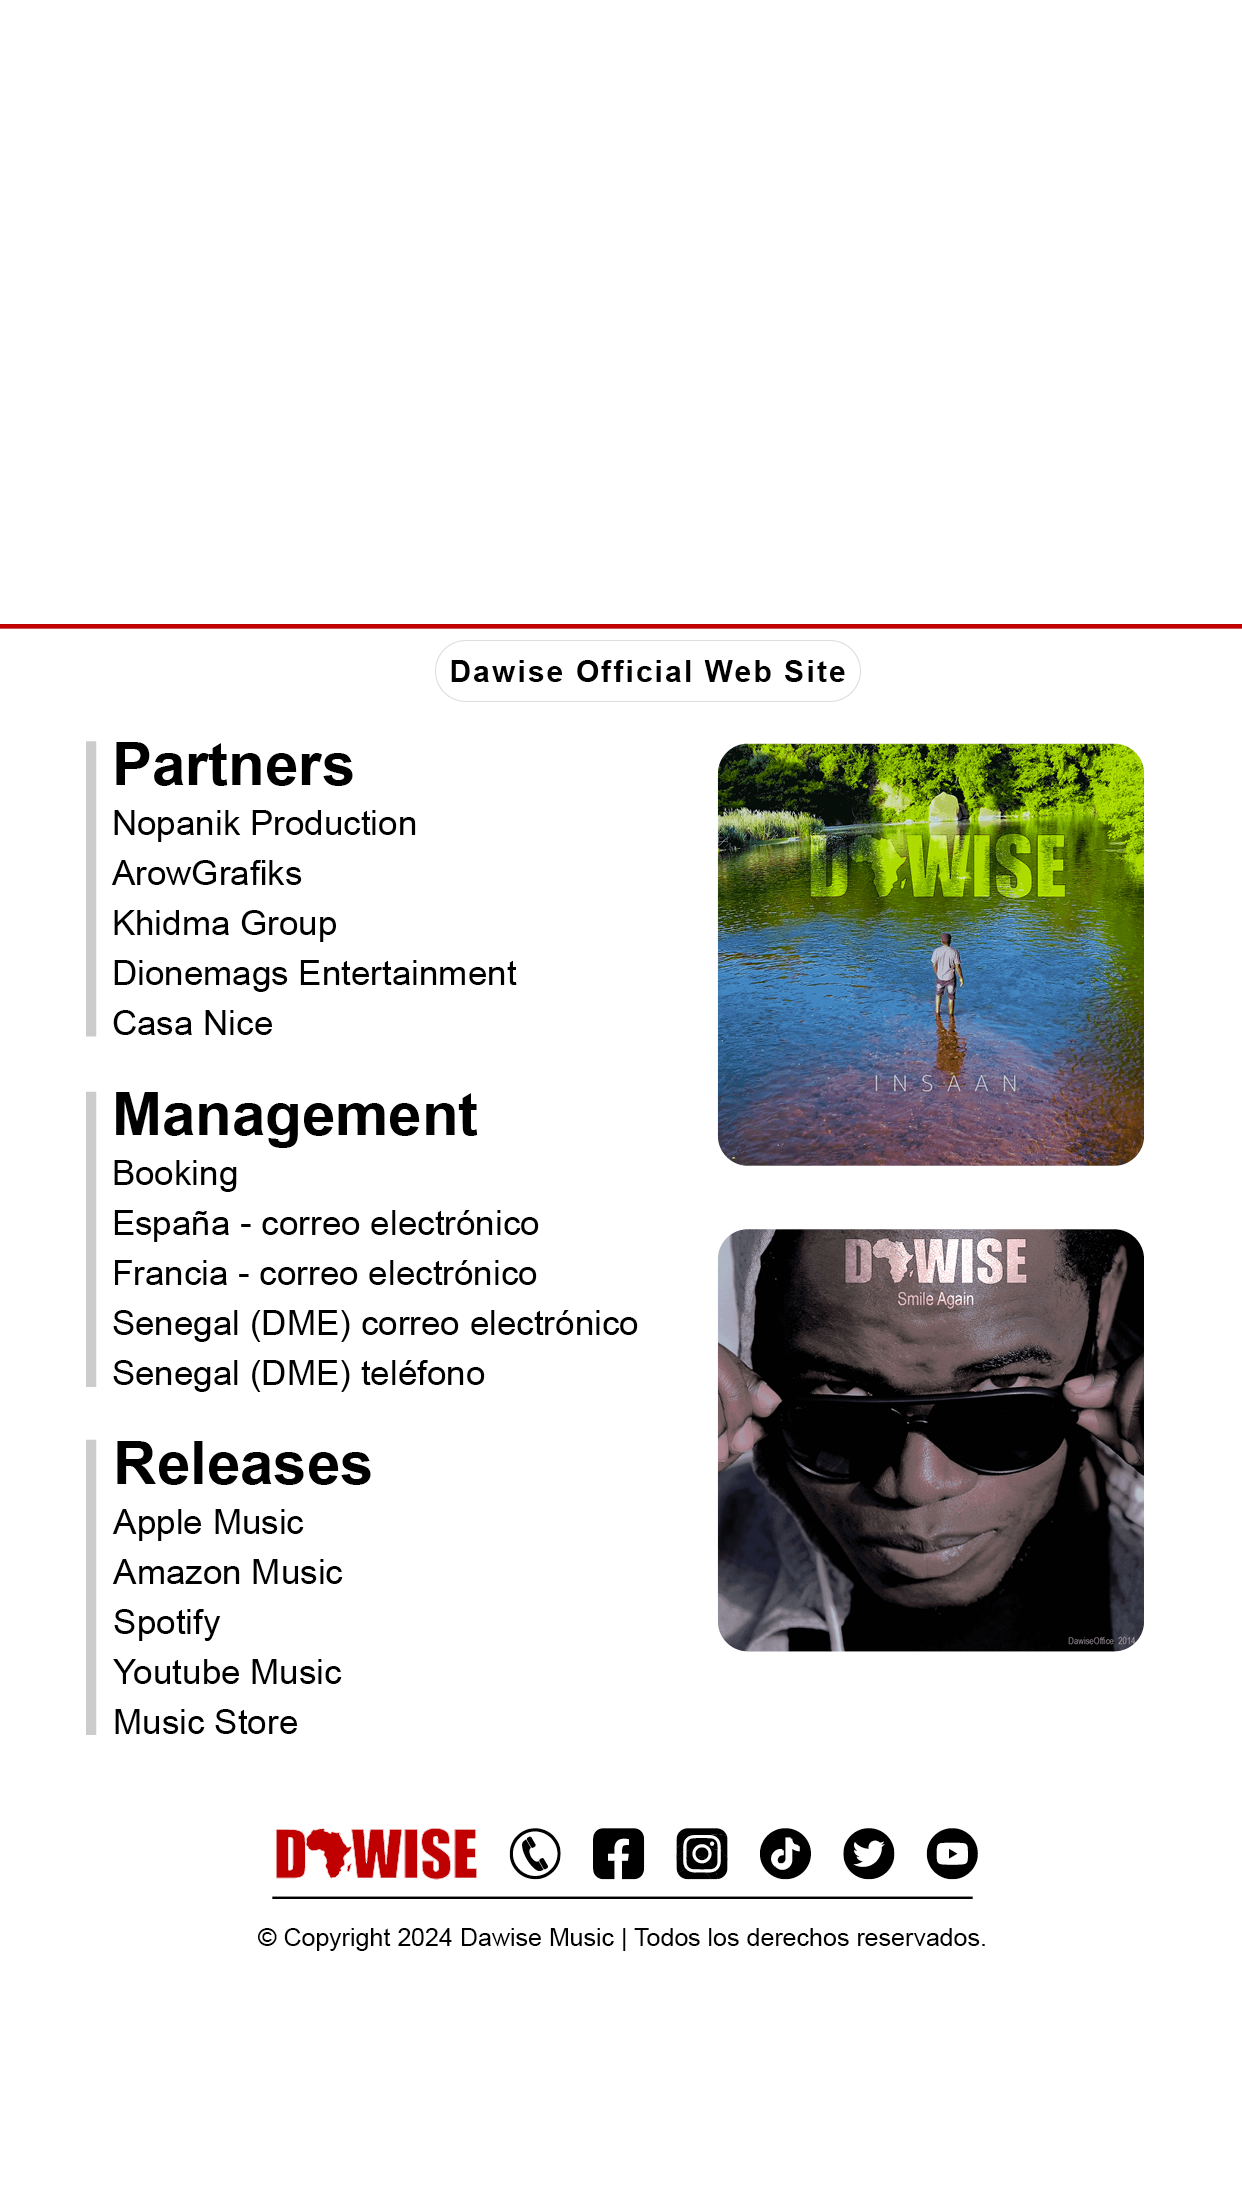 Dawise Official Web Site
Partners
Nopanik Production
ArowGrafiks
Khidma Group
Dionemags Entertainment
Casa Nice
Management
Booking
España - correo electrónico
Francia - correo electrónico
Senegal (DME) correo electrónico
Senegal (DME) teléfono
Releases
Apple Music
Amazon Music
Spotify
Youtube Music
Music Store
DAWISE
INSAAN
DAWISE
Smile Again
DawiseOffice 2014
DAWISE
© Copyright 2024 Dawise Music | Todos los derechos reservados.